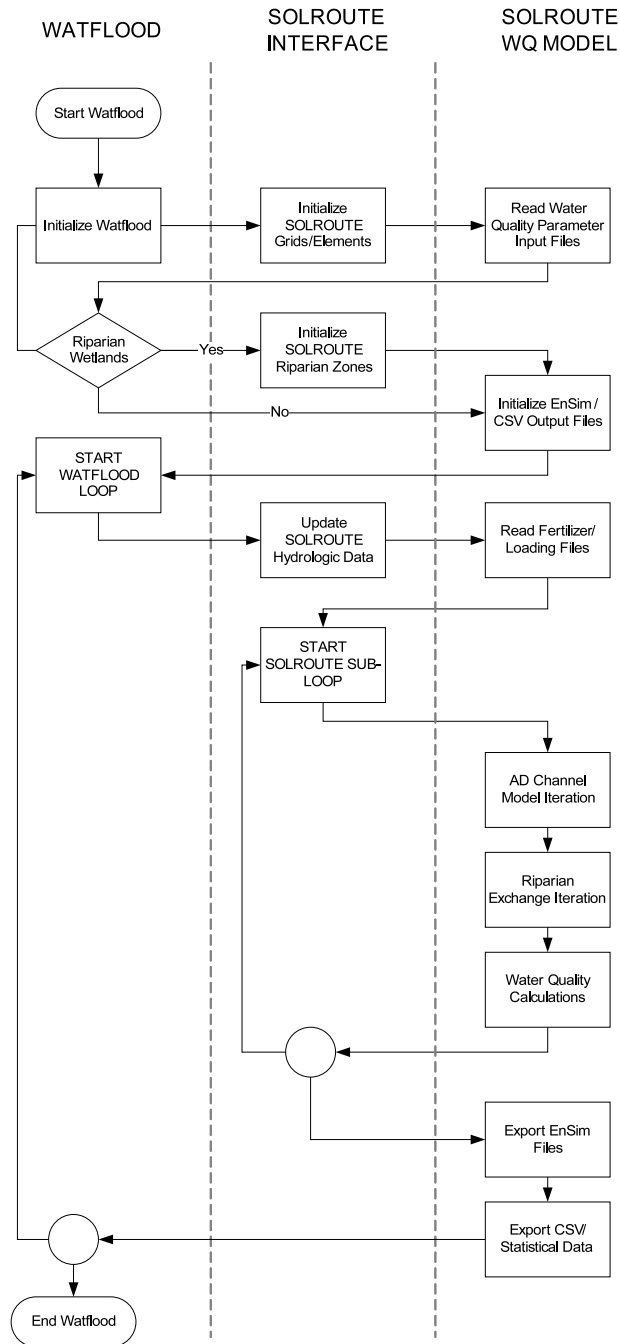 WATFLOOD
SOLROUTE
INTERFACE
SOLROUTE
WQ MODEL
Start Watflood
Initialize Watflood
Initialize
SOLROUTE
Grids/Elements
Read Water
Quality Parameter
Input Files
Riparian
Wetlands
Yes
Initialize
SOLROUTE
Riparian Zones
No
Initialize EnSim /
CSV Output Files
START
WATFLOOD
LOOP
Update
SOLROUTE
Hydrologic Data
Read Fertilizer/
Loading Files
START
SOLROUTE SUB-
LOOP
AD Channel
Model Iteration
Riparian
Exchange Iteration
Water Quality
Calculations
Export EnSim
Files
Export CSV/
Statistical Data
End Watflood